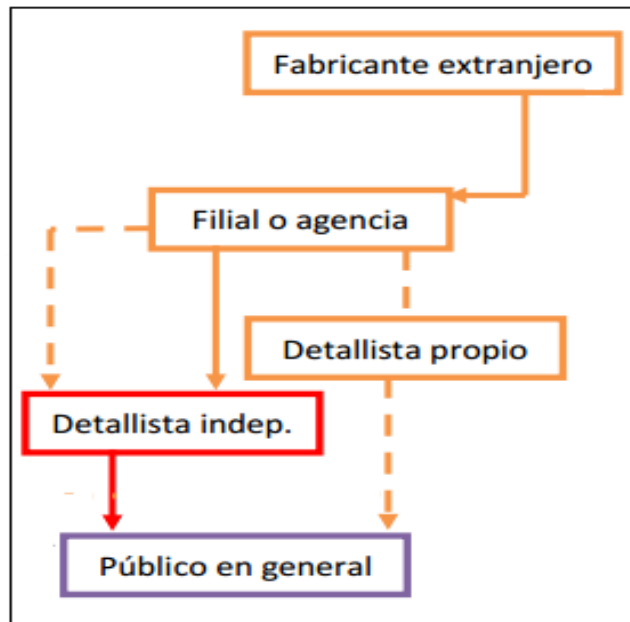 Fabricante extranjero
Filial o agencia
Detallista propio
Detallista indep.
Público en general